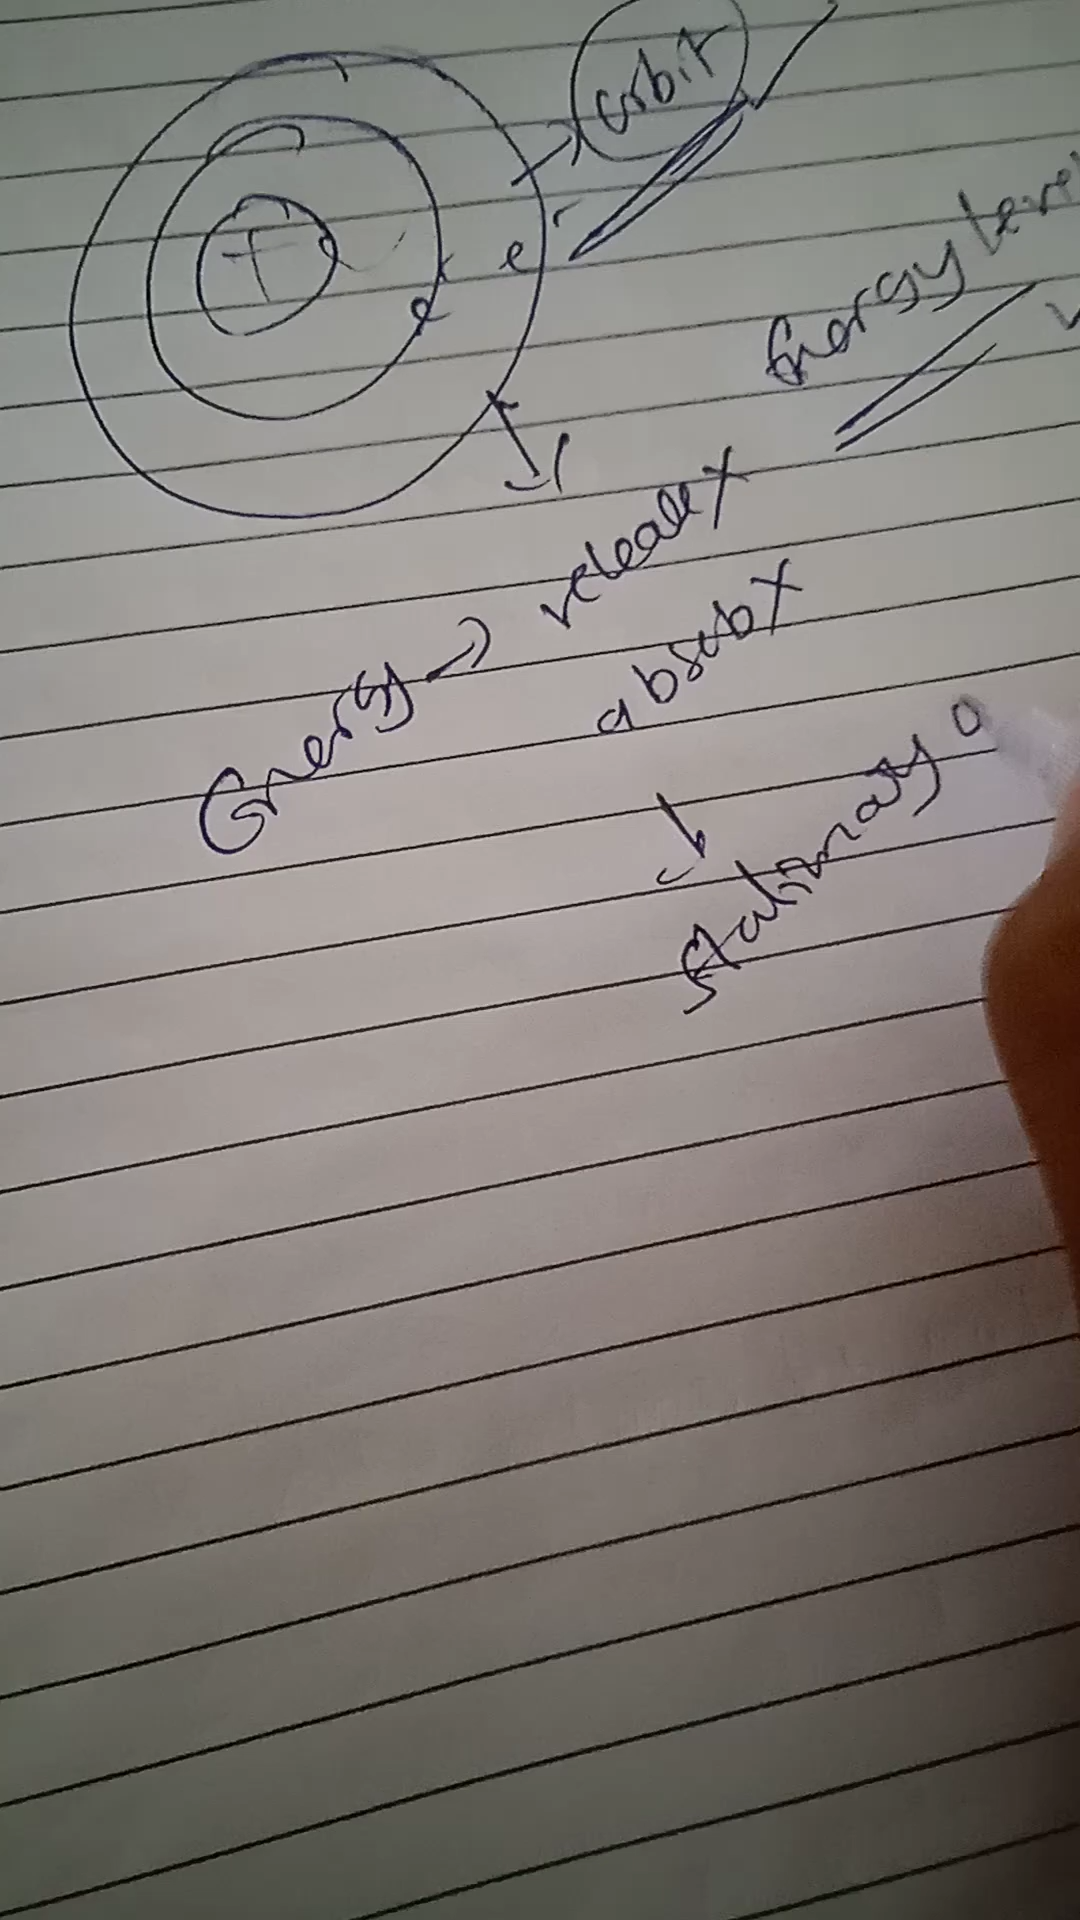 orbit
+
e
e-
Energy level
Energy → release X
absorb X
stationary o